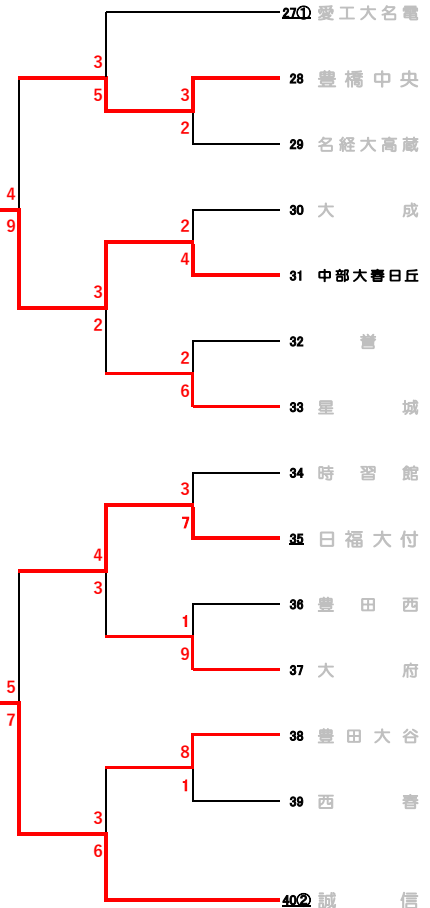 27① 愛工大名電
3
5
3
28 豊橋中央
2
29 名経大高蔵
4
9
30 大成
2
4
31 中部大春日丘
3
2
32 誉
2
6
33 星城
34 時習館
3
7
35 日福大付
4
3
36 豊田西
1
9
37 大府
5
7
38 豊田大谷
8
1
39 西春
3
6
40② 誠信